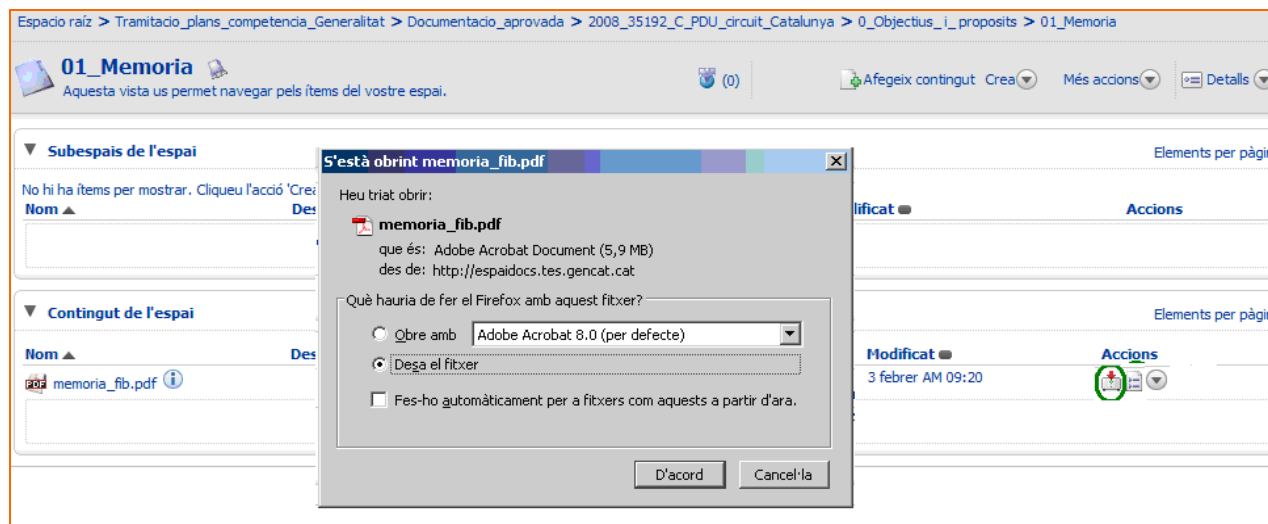 Espacio raíz > Tramitacio_plans_competencia_Generalitat > Documentacio_aprovada > 2008_35192_C_PDU_circuit_Catalunya > 0_Objectius_i_proposits > 01_Memoria
01_Memoria
Aquesta vista us permet navegar pels ítems del vostre espai.
(0)
Afegeix contingut Crea
Més accions
Detalls
Subespais de l'espai
Elements per pàgin
No hi ha ítems per mostrar. Cliqueu l'acció 'Crea
Nom
Des
lificat
Accions
S'està obrint memoria_fib.pdf
Heu triat obrir:
memoria_fib.pdf
que és: Adobe Acrobat Document (5,9 MB)
des de: http://espaidocs.tes.gencat.cat
Què hauria de fer el Firefox amb aquest fitxer?
Obre amb Adobe Acrobat 8.0 (per defecte)
Desa el fitxer
Fes-ho automàticament per a fitxers com aquests a partir d'ara.
D'acord Cancel·la
Contingut de l'espai
Elements per pàgin
Nom
Des
Modificat
Accions
PDF memoria_fib.pdf
3 febrer AM 09:20